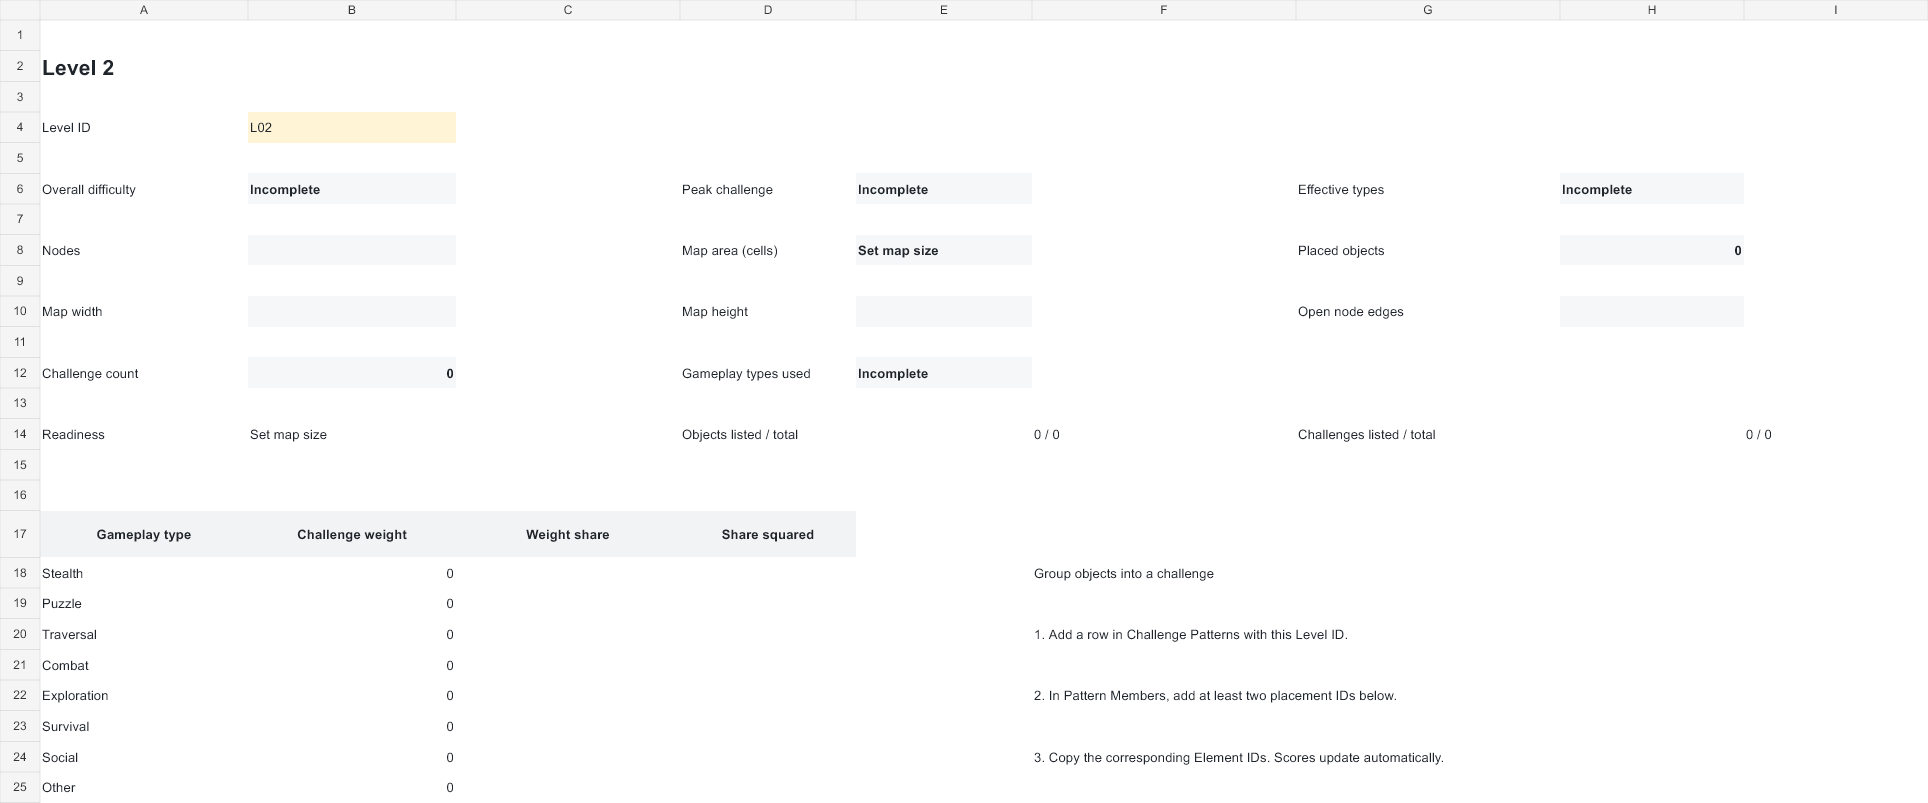 A B C D E F G H I
1
2 Level 2
3
4 Level ID L02
5
6 Overall difficulty Incomplete Peak challenge Incomplete Effective types Incomplete
7
8 Nodes Map area (cells) Set map size Placed objects 0
9
10 Map width Map height Open node edges
11
12 Challenge count 0 Gameplay types used Incomplete
13
14 Readiness Set map size Objects listed / total 0 / 0 Challenges listed / total 0 / 0
15
16
17 Gameplay type Challenge weight Weight share Share squared
18 Stealth 0 Group objects into a challenge
19 Puzzle 0
20 Traversal 0 1. Add a row in Challenge Patterns with this Level ID.
21 Combat 0
22 Exploration 0 2. In Pattern Members, add at least two placement IDs below.
23 Survival 0
24 Social 0 3. Copy the corresponding Element IDs. Scores update automatically.
25 Other 0